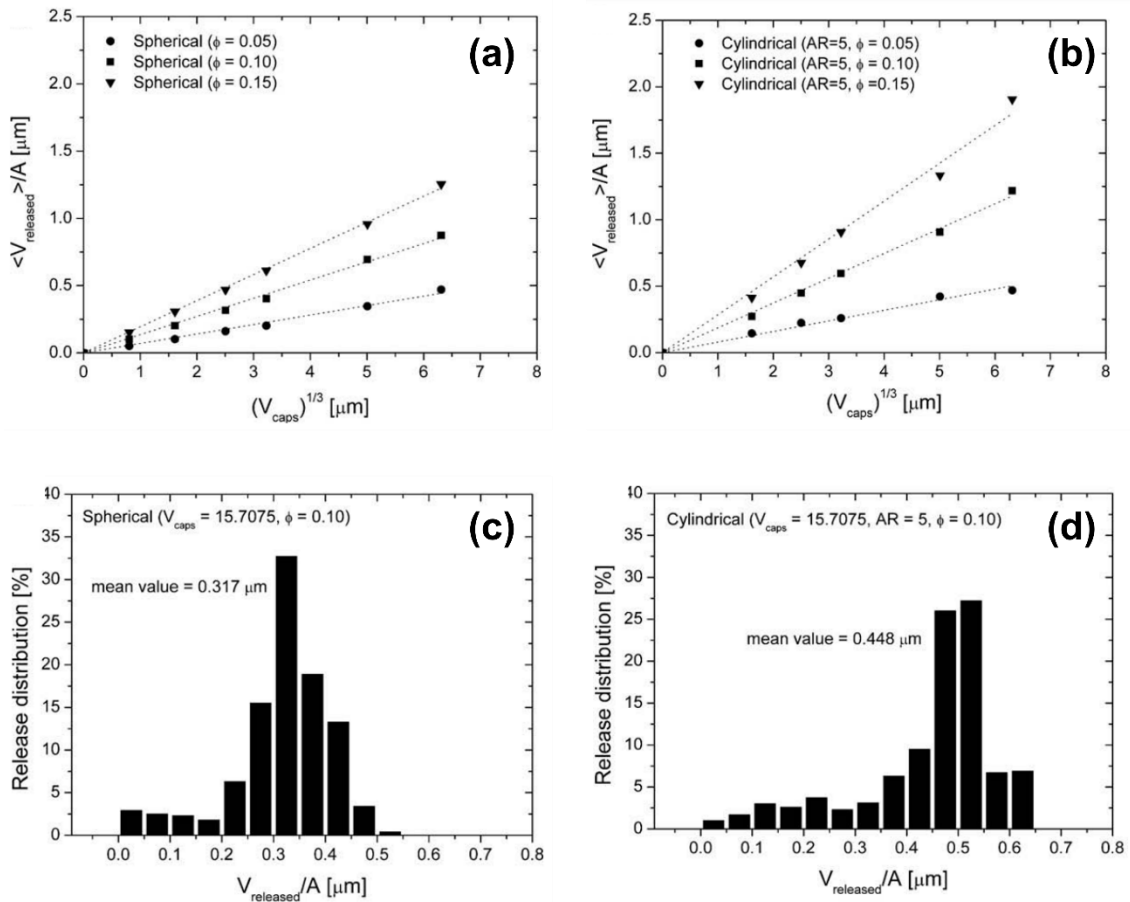 (a)
Spherical (ϕ = 0.05)
Spherical (ϕ = 0.10)
Spherical (ϕ = 0.15)
<V_released>/A [μm]
2.5
2.0
1.5
1.0
0.5
0.0
0 1 2 3 4 5 6 7 8
(V_caps)^1/3 [μm]
(b)
Cylindrical (AR=5, ϕ = 0.05)
Cylindrical (AR=5, ϕ = 0.10)
Cylindrical (AR=5, ϕ =0.15)
<V_released>/A [μm]
2.5
2.0
1.5
1.0
0.5
0.0
0 1 2 3 4 5 6 7 8
(V_caps)^1/3 [μm]
(c)
Spherical (V_caps = 15.7075, ϕ = 0.10)
mean value = 0.317 μm
Release distribution [%]
40
35
30
25
20
15
10
5
0
0.0 0.1 0.2 0.3 0.4 0.5 0.6 0.7 0.8
V_released/A [μm]
(d)
Cylindrical (V_caps = 15.7075, AR = 5, ϕ = 0.10)
mean value = 0.448 μm
Release distribution [%]
40
35
30
25
20
15
10
5
0
0.0 0.1 0.2 0.3 0.4 0.5 0.6 0.7 0.8
V_released/A [μm]